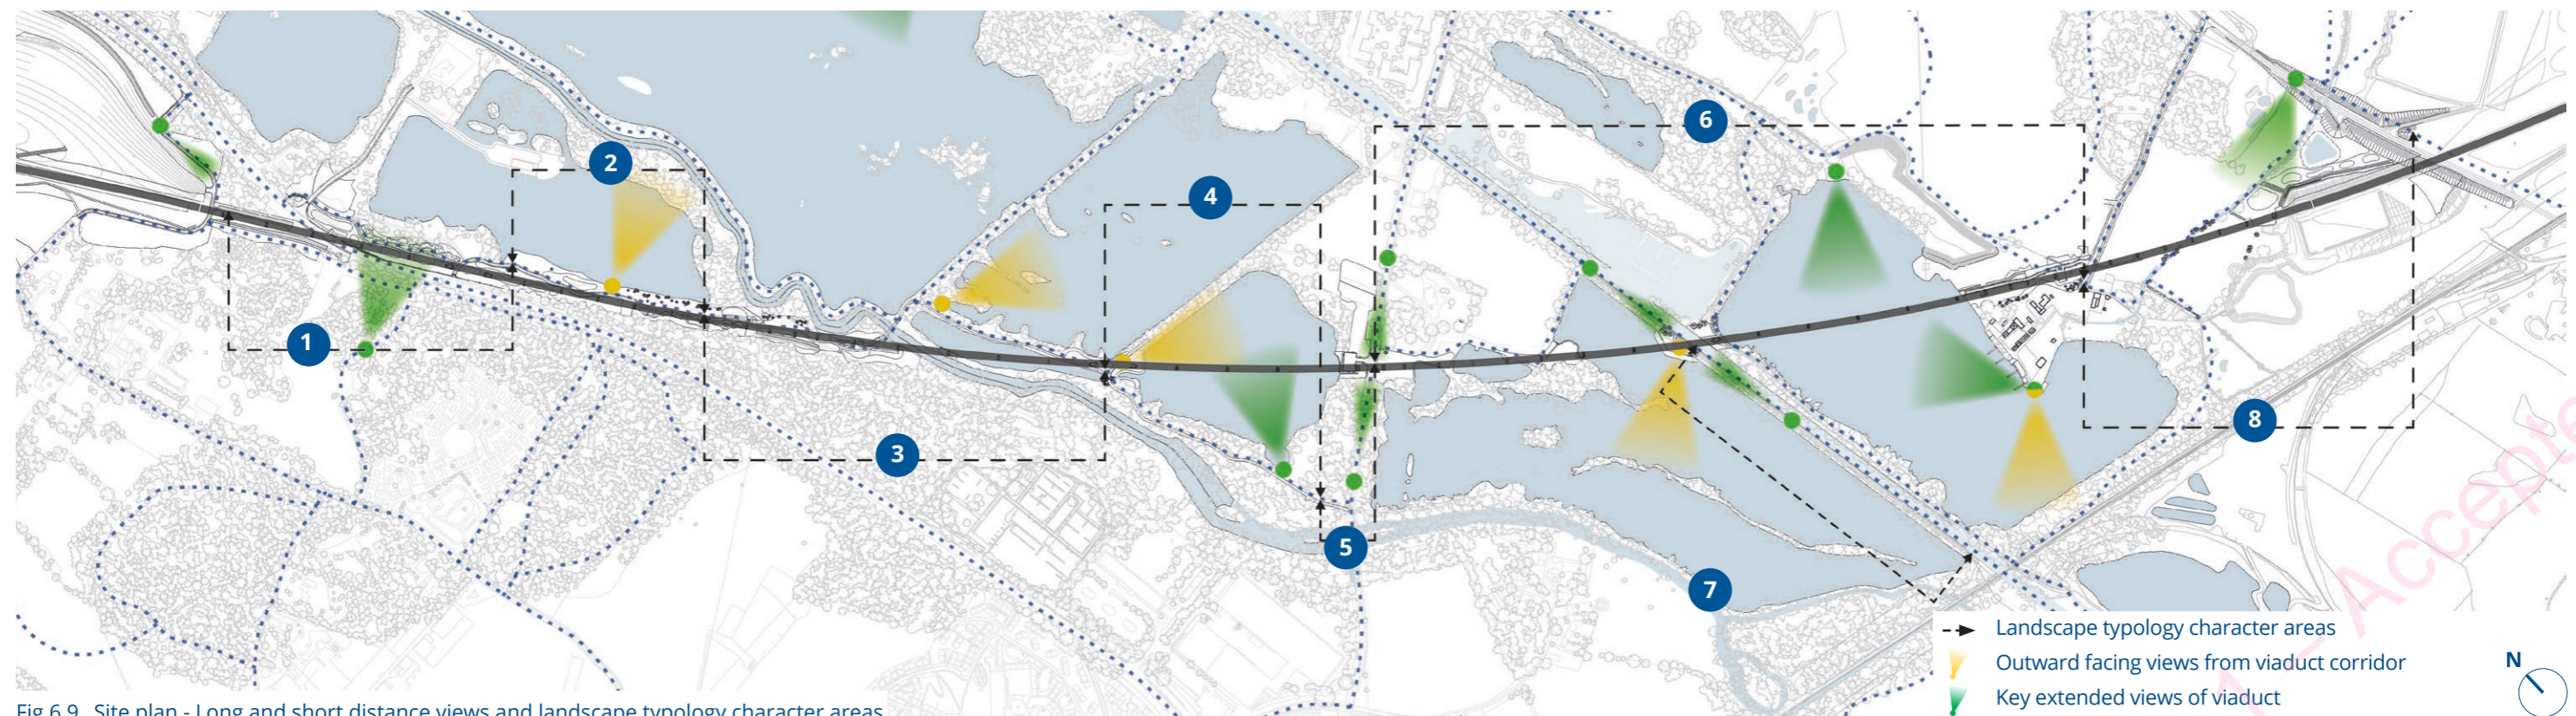 1
2
3
4
5
6
7
8
Landscape typology character areas
Outward facing views from viaduct corridor
Key extended views of viaduct
N
1 - Accepte
Fig 6.9 Site plan - Long and short distance views and landscape typology character areas